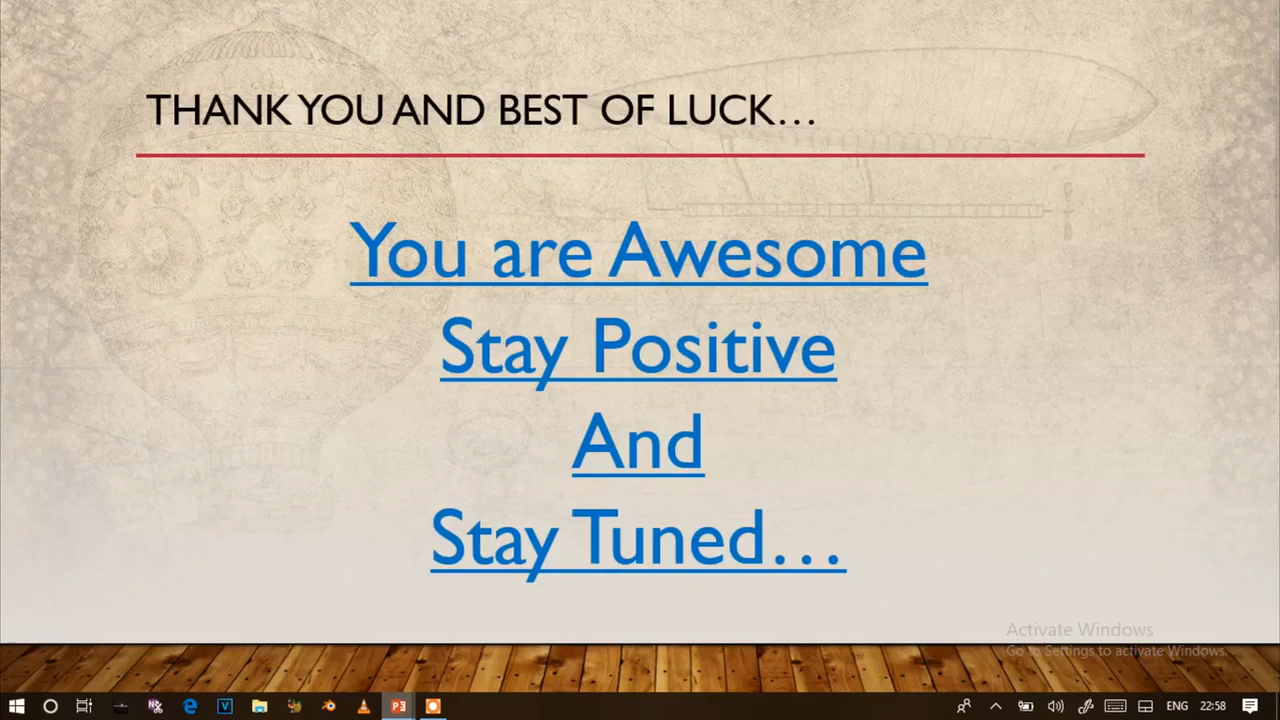 THANK YOU AND BEST OF LUCK...
You are Awesome
Stay Positive
And
Stay Tuned...
Activate Windows
Go to Settings to activate Windows.
ENG 22:58